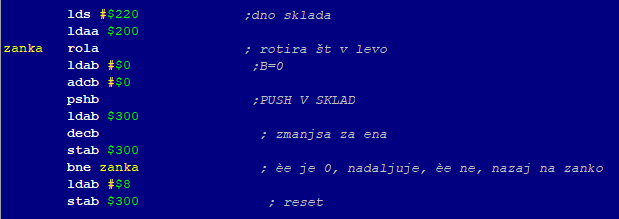 lds #$220 ;dno sklada
ldaa $200
zanka rola ; rotira št v levo
ldab #$0 ;B=0
adcb #$0
pshb ;PUSH V SKLAD
ldab $300
decb ; zmanjsa za ena
stab $300
bne zanka ; èe je 0, nadaljuje, èe ne, nazaj na zanko
ldab #$8
stab $300 ; reset